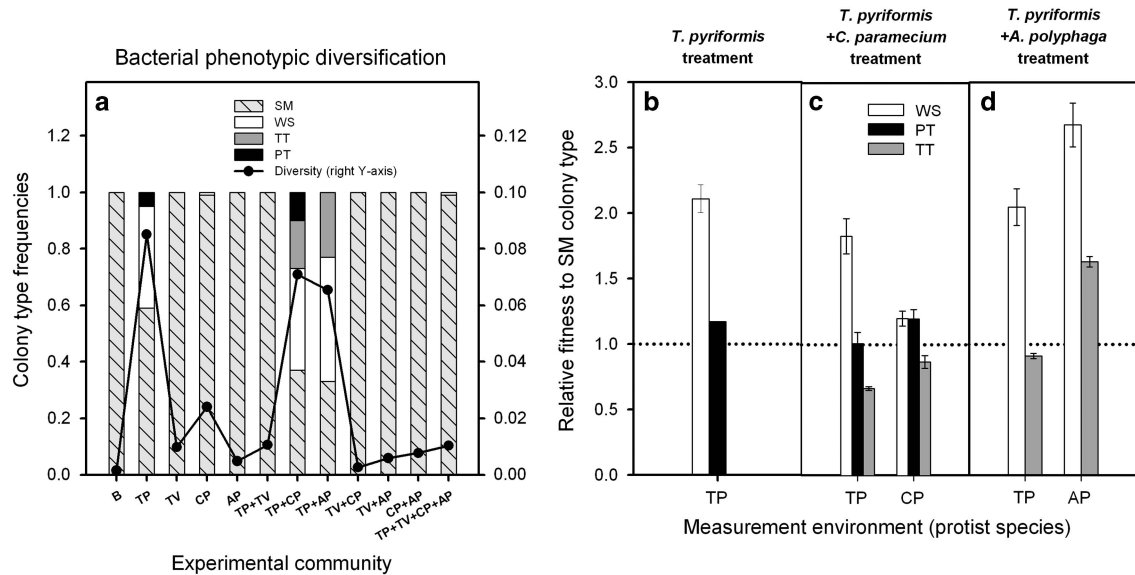 Bacterial phenotypic diversification
a
SM
WS
TT
PT
Diversity (right Y-axis)
Colony type frequencies
1.2
1.0
0.8
0.6
0.4
0.2
0.0
0.12
0.10
0.08
0.06
0.04
0.02
0.00
B
TP
TV
CP
AP
TP+TV
TP+CP
TP+AP
TV+CP
TV+AP
CP+AP
TP+TV+CP+AP
Experimental community
T. pyriformis
treatment
T. pyriformis
+C. paramecium
treatment
T. pyriformis
+A. polyphaga
treatment
b
c
d
WS
PT
TT
Relative fitness to SM colony type
3.0
2.5
2.0
1.5
1.0
0.5
0.0
TP
TP
CP
TP
AP
Measurement environment (protist species)